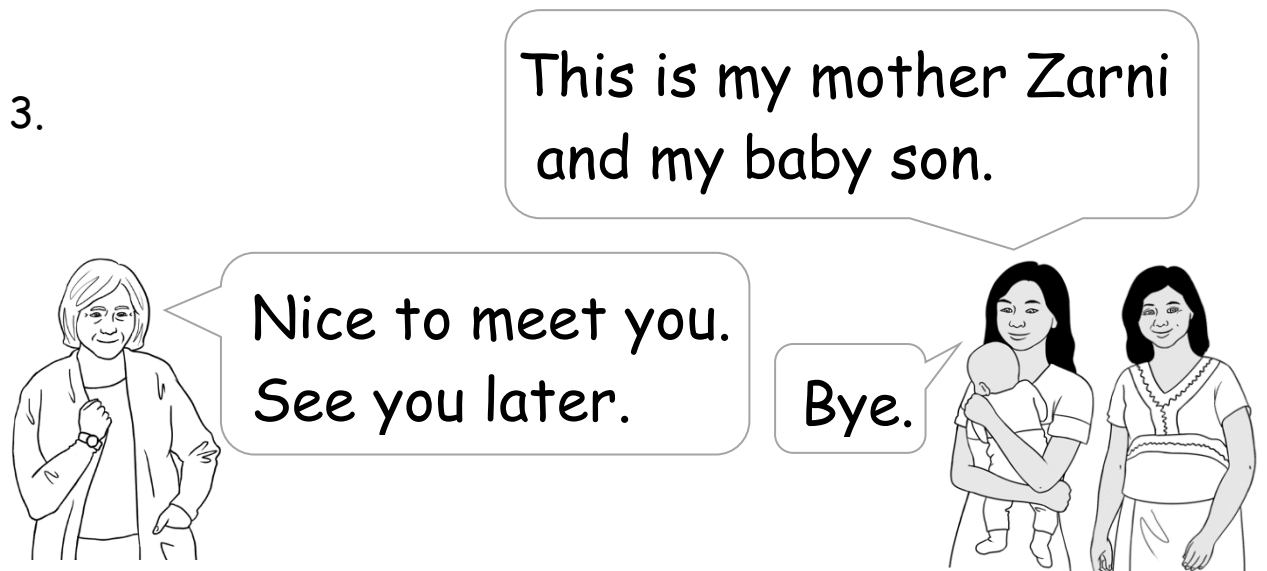 3.
This is my mother Zarni
and my baby son.
Nice to meet you.
See you later.
Bye.